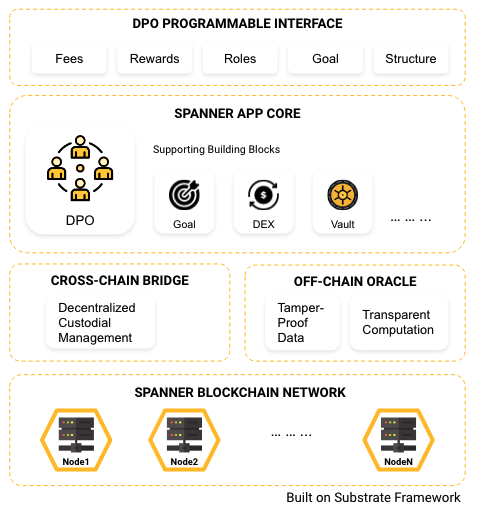 DPO PROGRAMMABLE INTERFACE
Fees Rewards Roles Goal Structure
SPANNER APP CORE
Supporting Building Blocks
DPO
Goal DEX Vault ... ... ...
CROSS-CHAIN BRIDGE
Decentralized
Custodial
Management
OFF-CHAIN ORACLE
Tamper-
Proof
Data
Transparent
Computation
SPANNER BLOCKCHAIN NETWORK
Node1 Node2 ... ... ... NodeN
Built on Substrate Framework